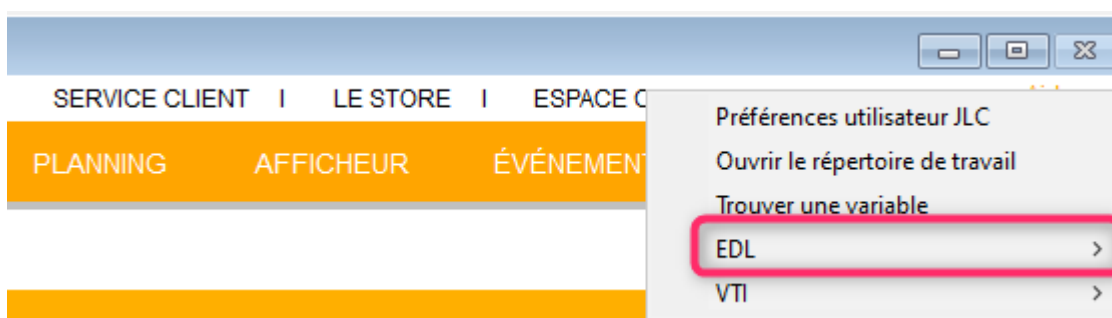 SERVICE CLIENT I LE STORE I ESPACE C
PLANNING AFFICHEUR ÉVÉNEMEN
Préférences utilisateur JLC
Ouvrir le répertoire de travail
Trouver une variable
EDL >
VTI >